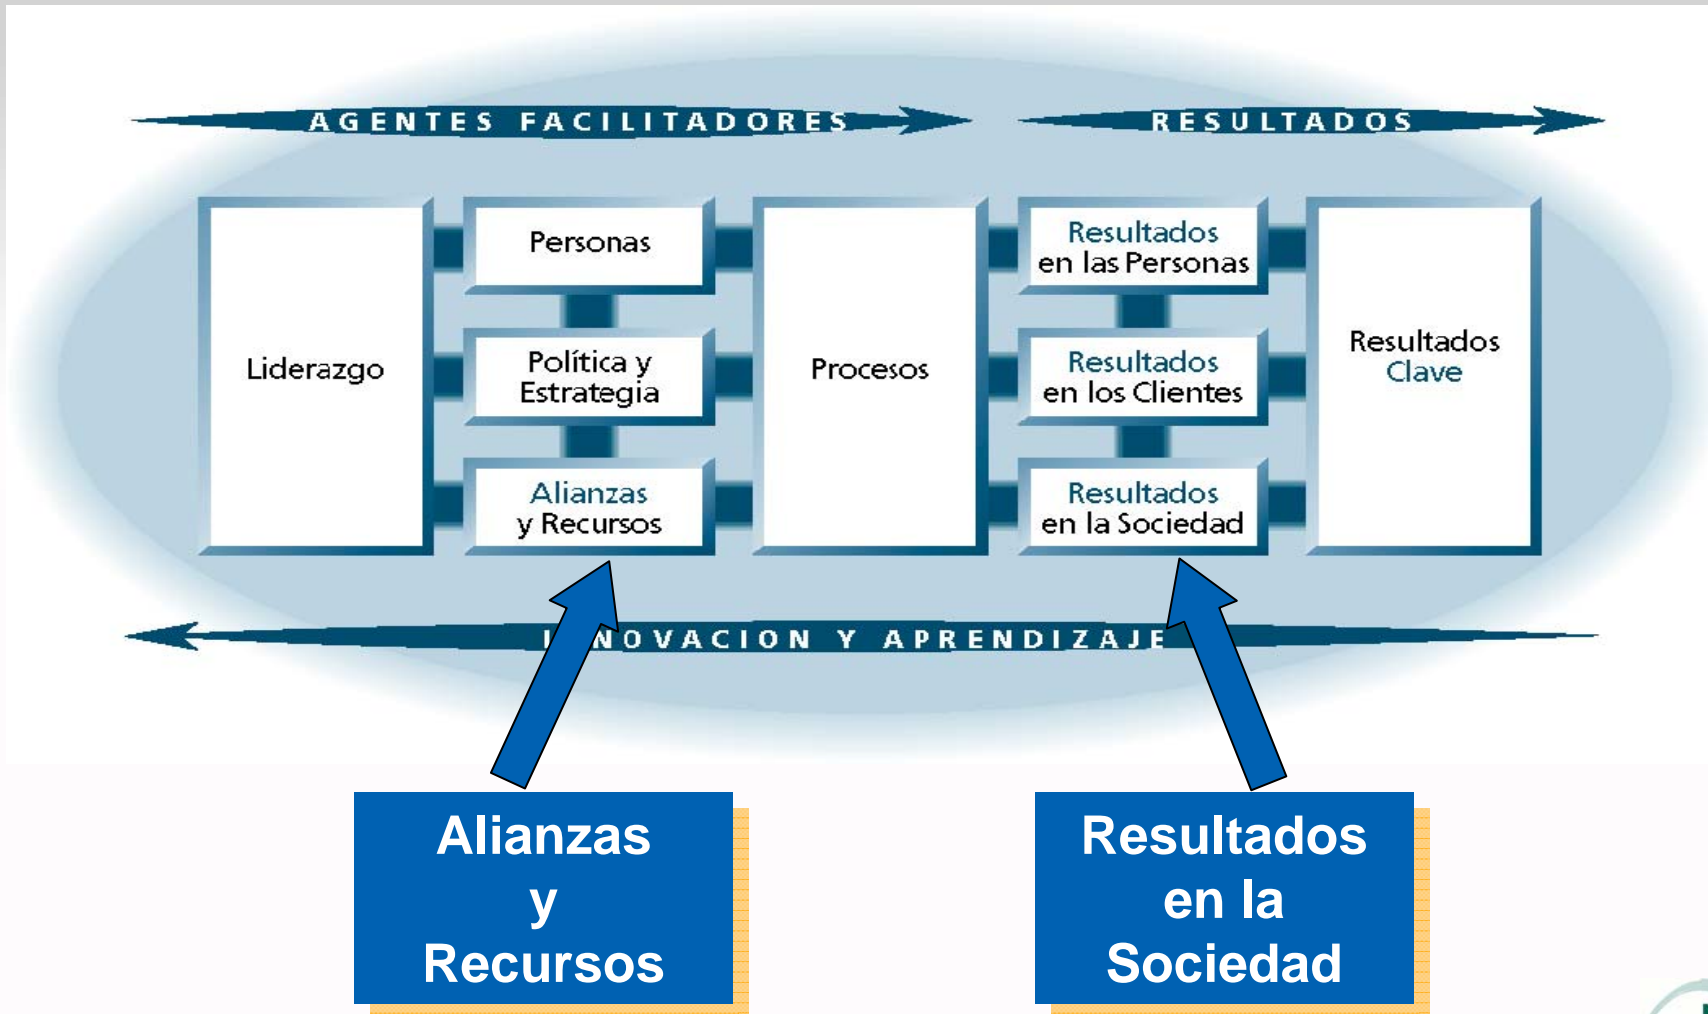 AGENTES FACILITADORES
RESULTADOS
Liderazgo
Personas
Política y
Estrategia
Alianzas
y Recursos
Procesos
Resultados
en las Personas
Resultados
en los Clientes
Resultados
en la Sociedad
Resultados
Clave
INNOVACION Y APRENDIZAJE
Alianzas
y
Recursos
Resultados
en la
Sociedad